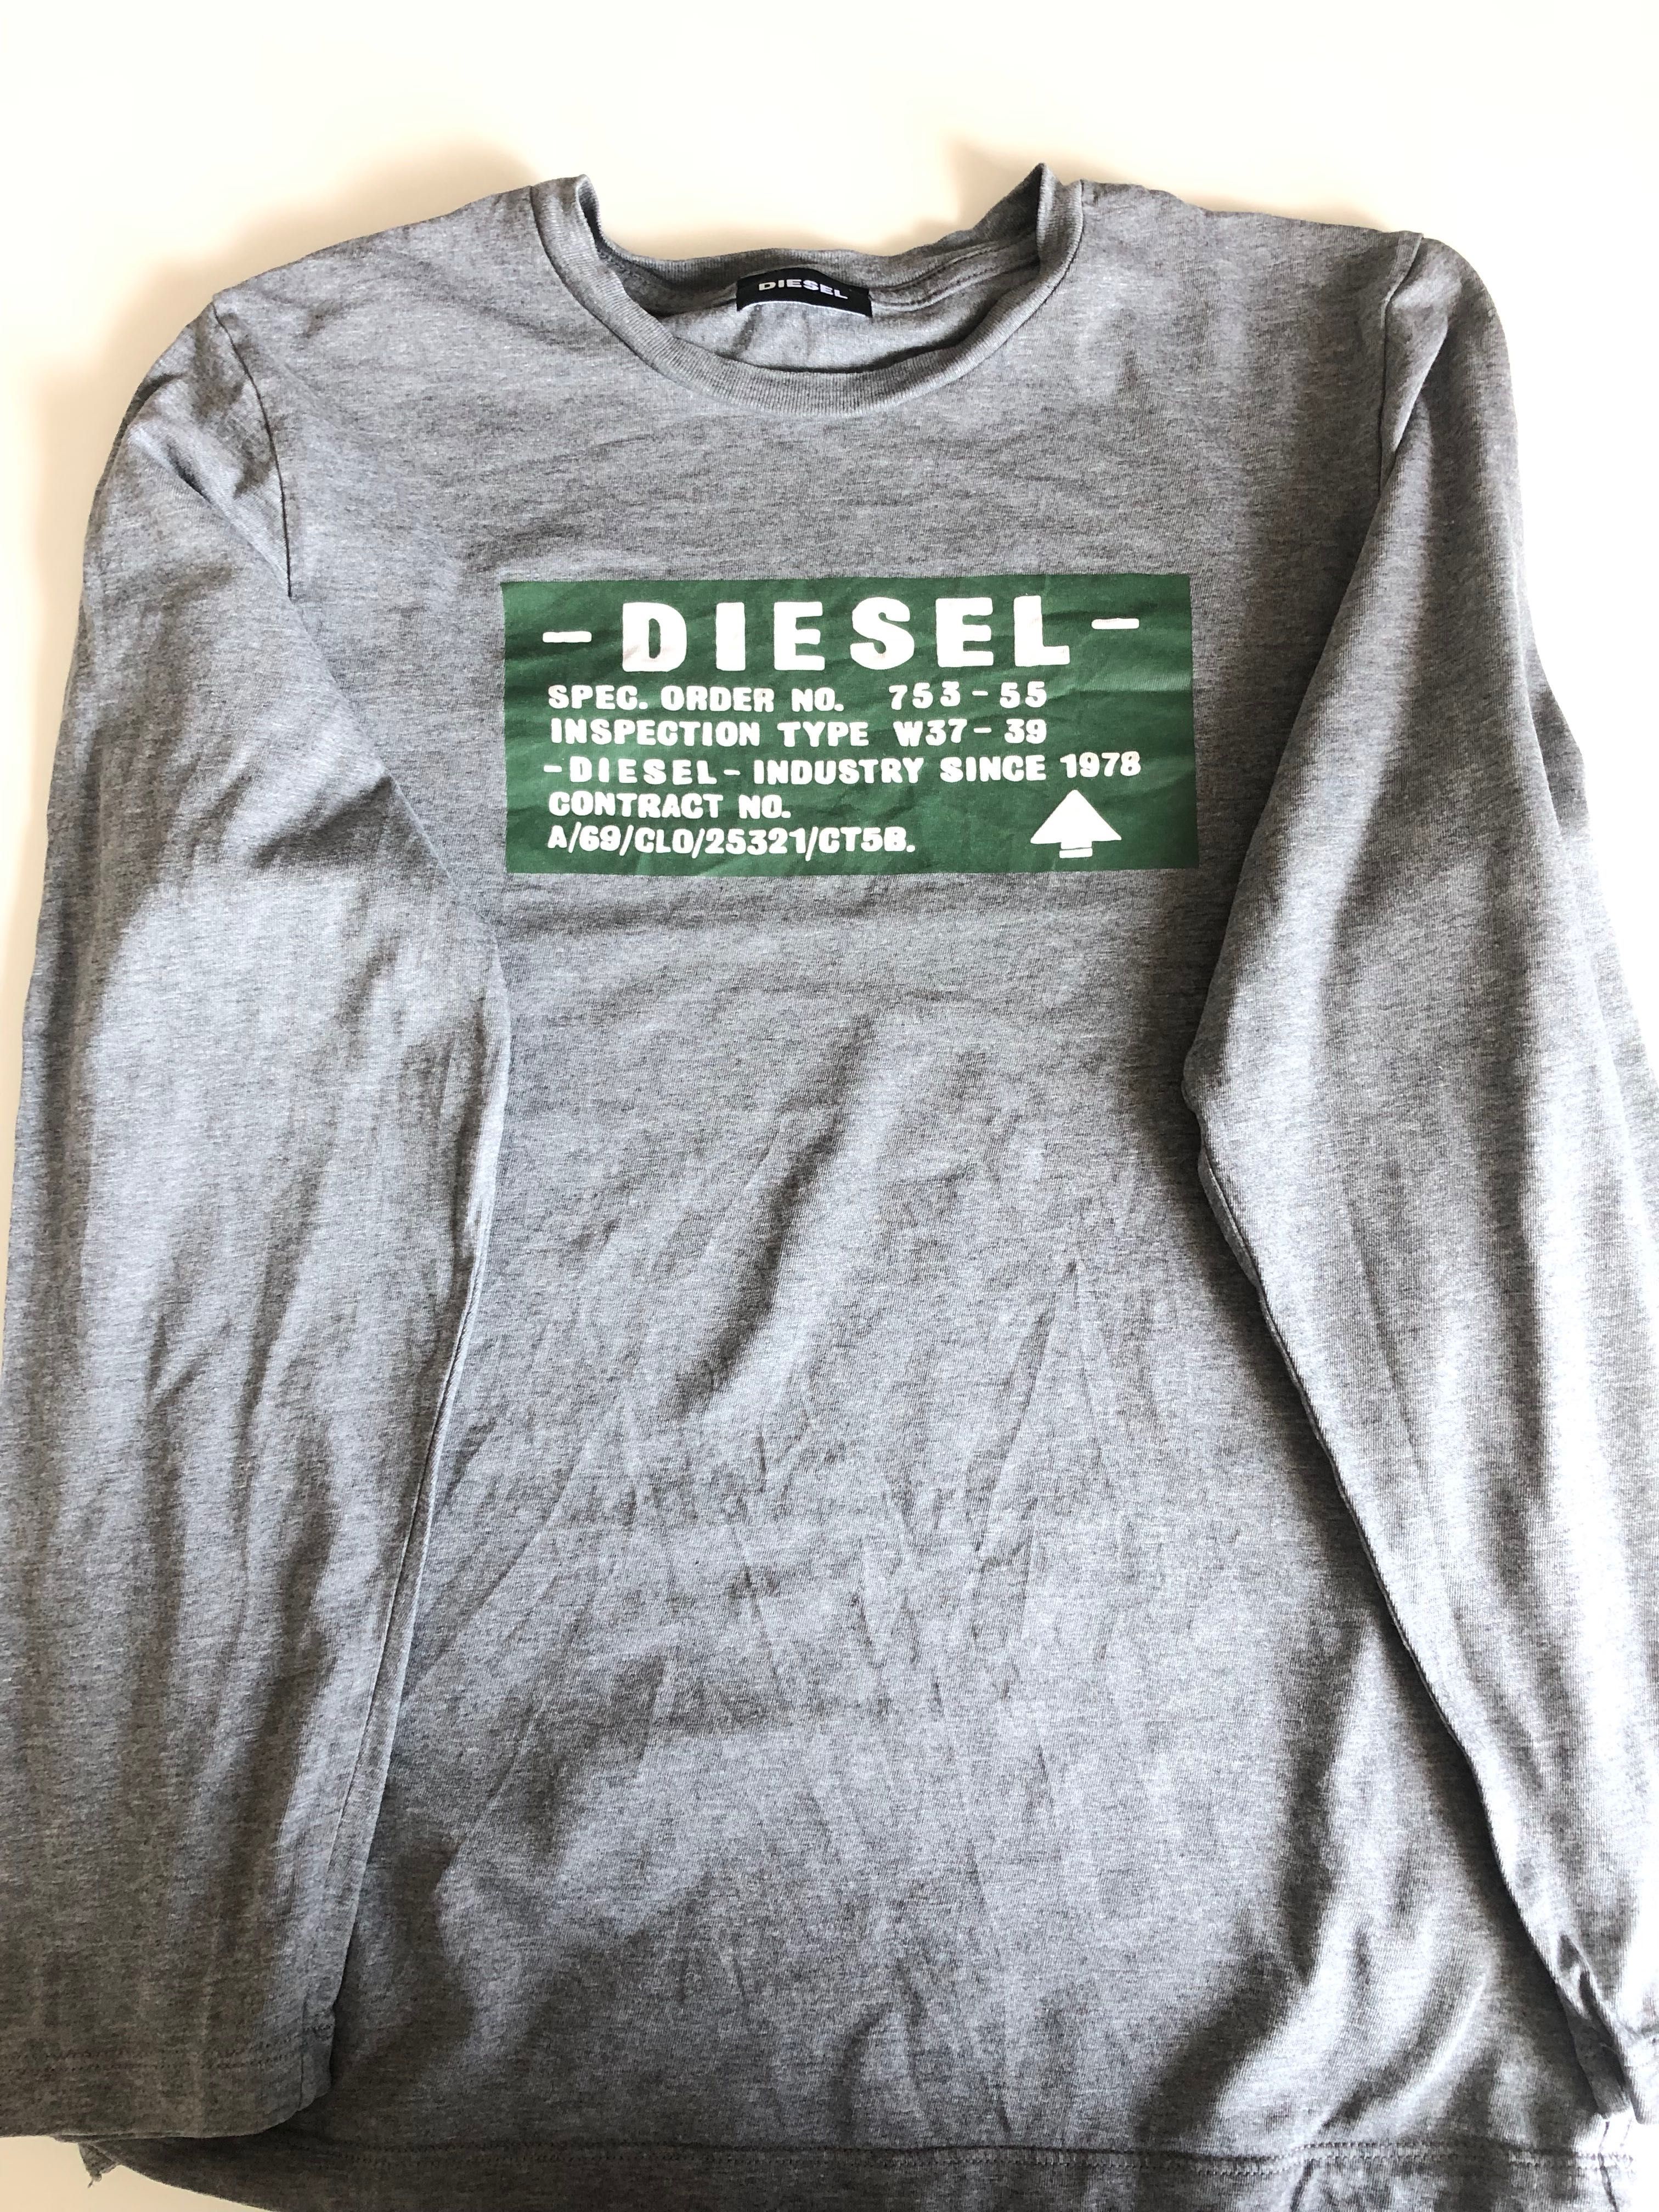 DIESEL
-DIESEL-
SPEC. ORDER NO. 753-55
INSPECTION TYPE W37-39
-DIESEL- INDUSTRY SINCE 1978
CONTRACT NO.
A/69/CLO/25321/CT5B.